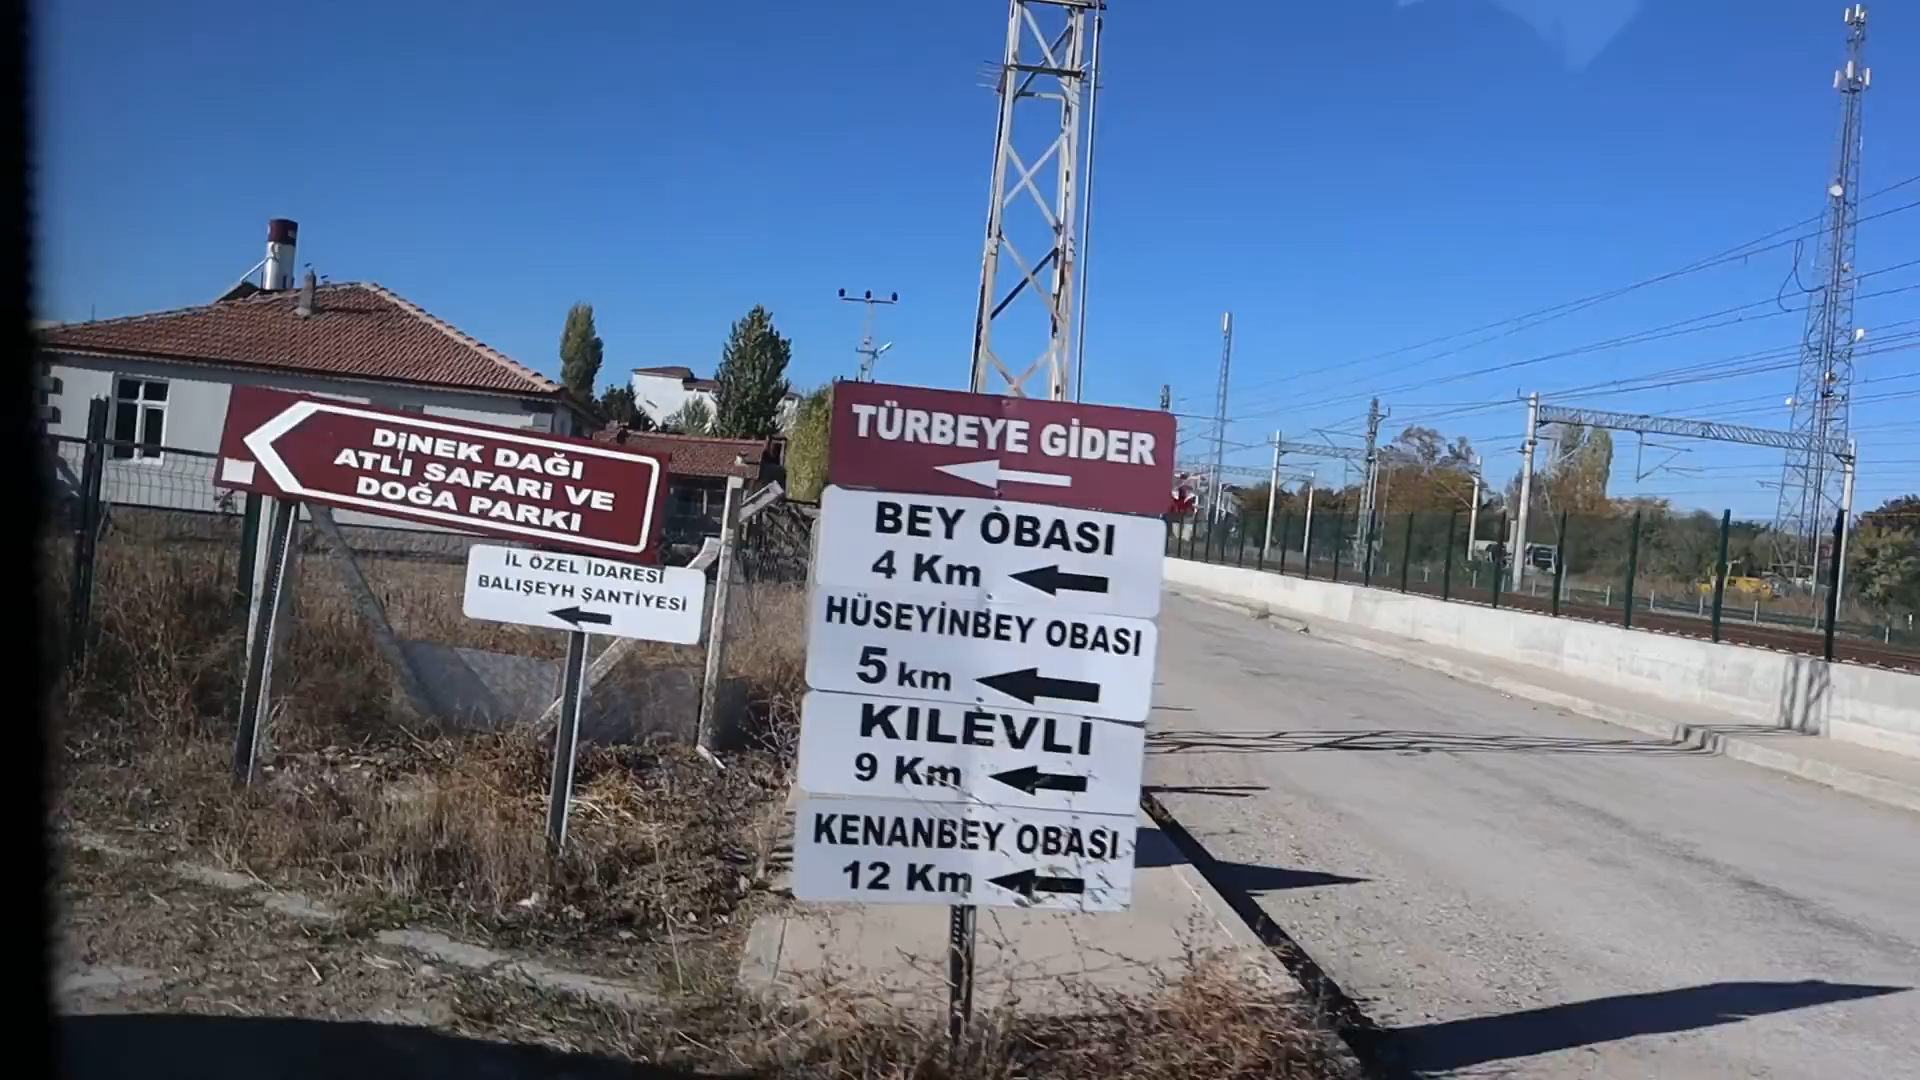 DİNEK DAĞI
ATLI SAFARİ VE
DOĞA PARKI
İL ÖZEL İDARESİ
BALIŞEYH ŞANTİYESİ
TÜRBEYE GİDER
BEY OBASI
4 Km
HÜSEYİNBEY OBASI
5 km
KILEVLİ
9 Km
KENANBEY OBASI
12 Km